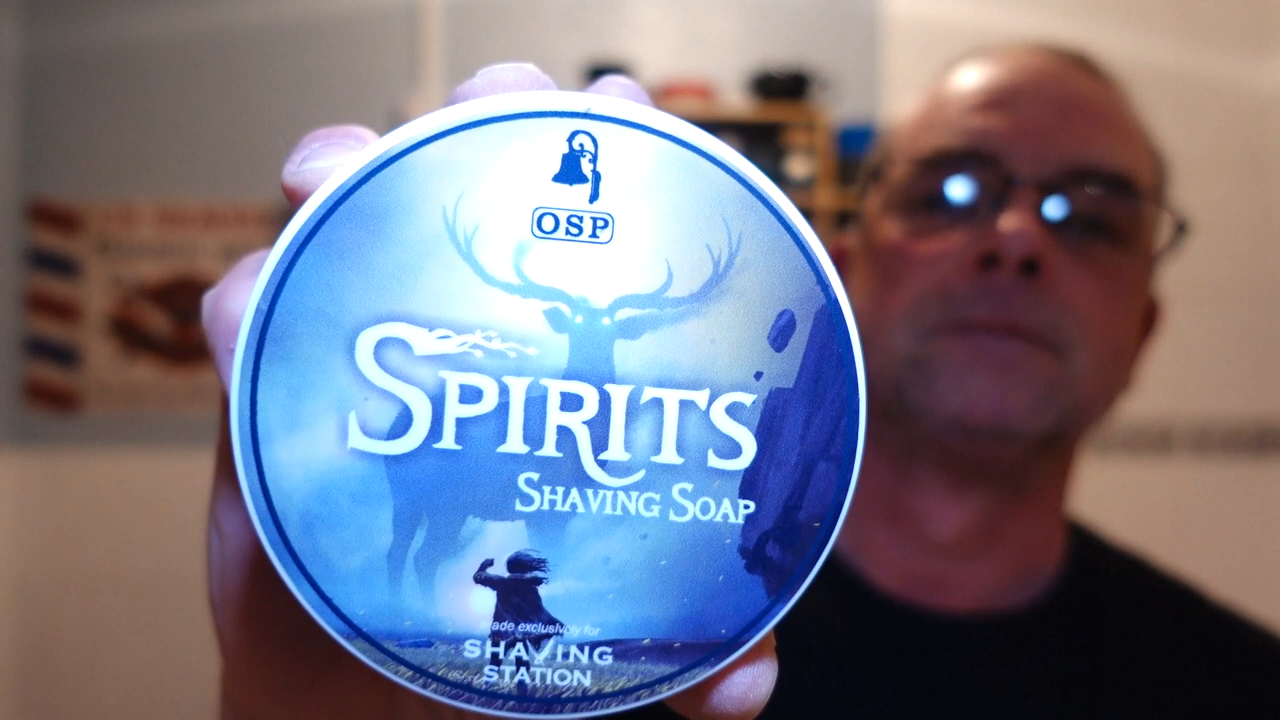 OSP
SPIRITS
SHAVING SOAP
made exclusively for
SHAVING
STATION